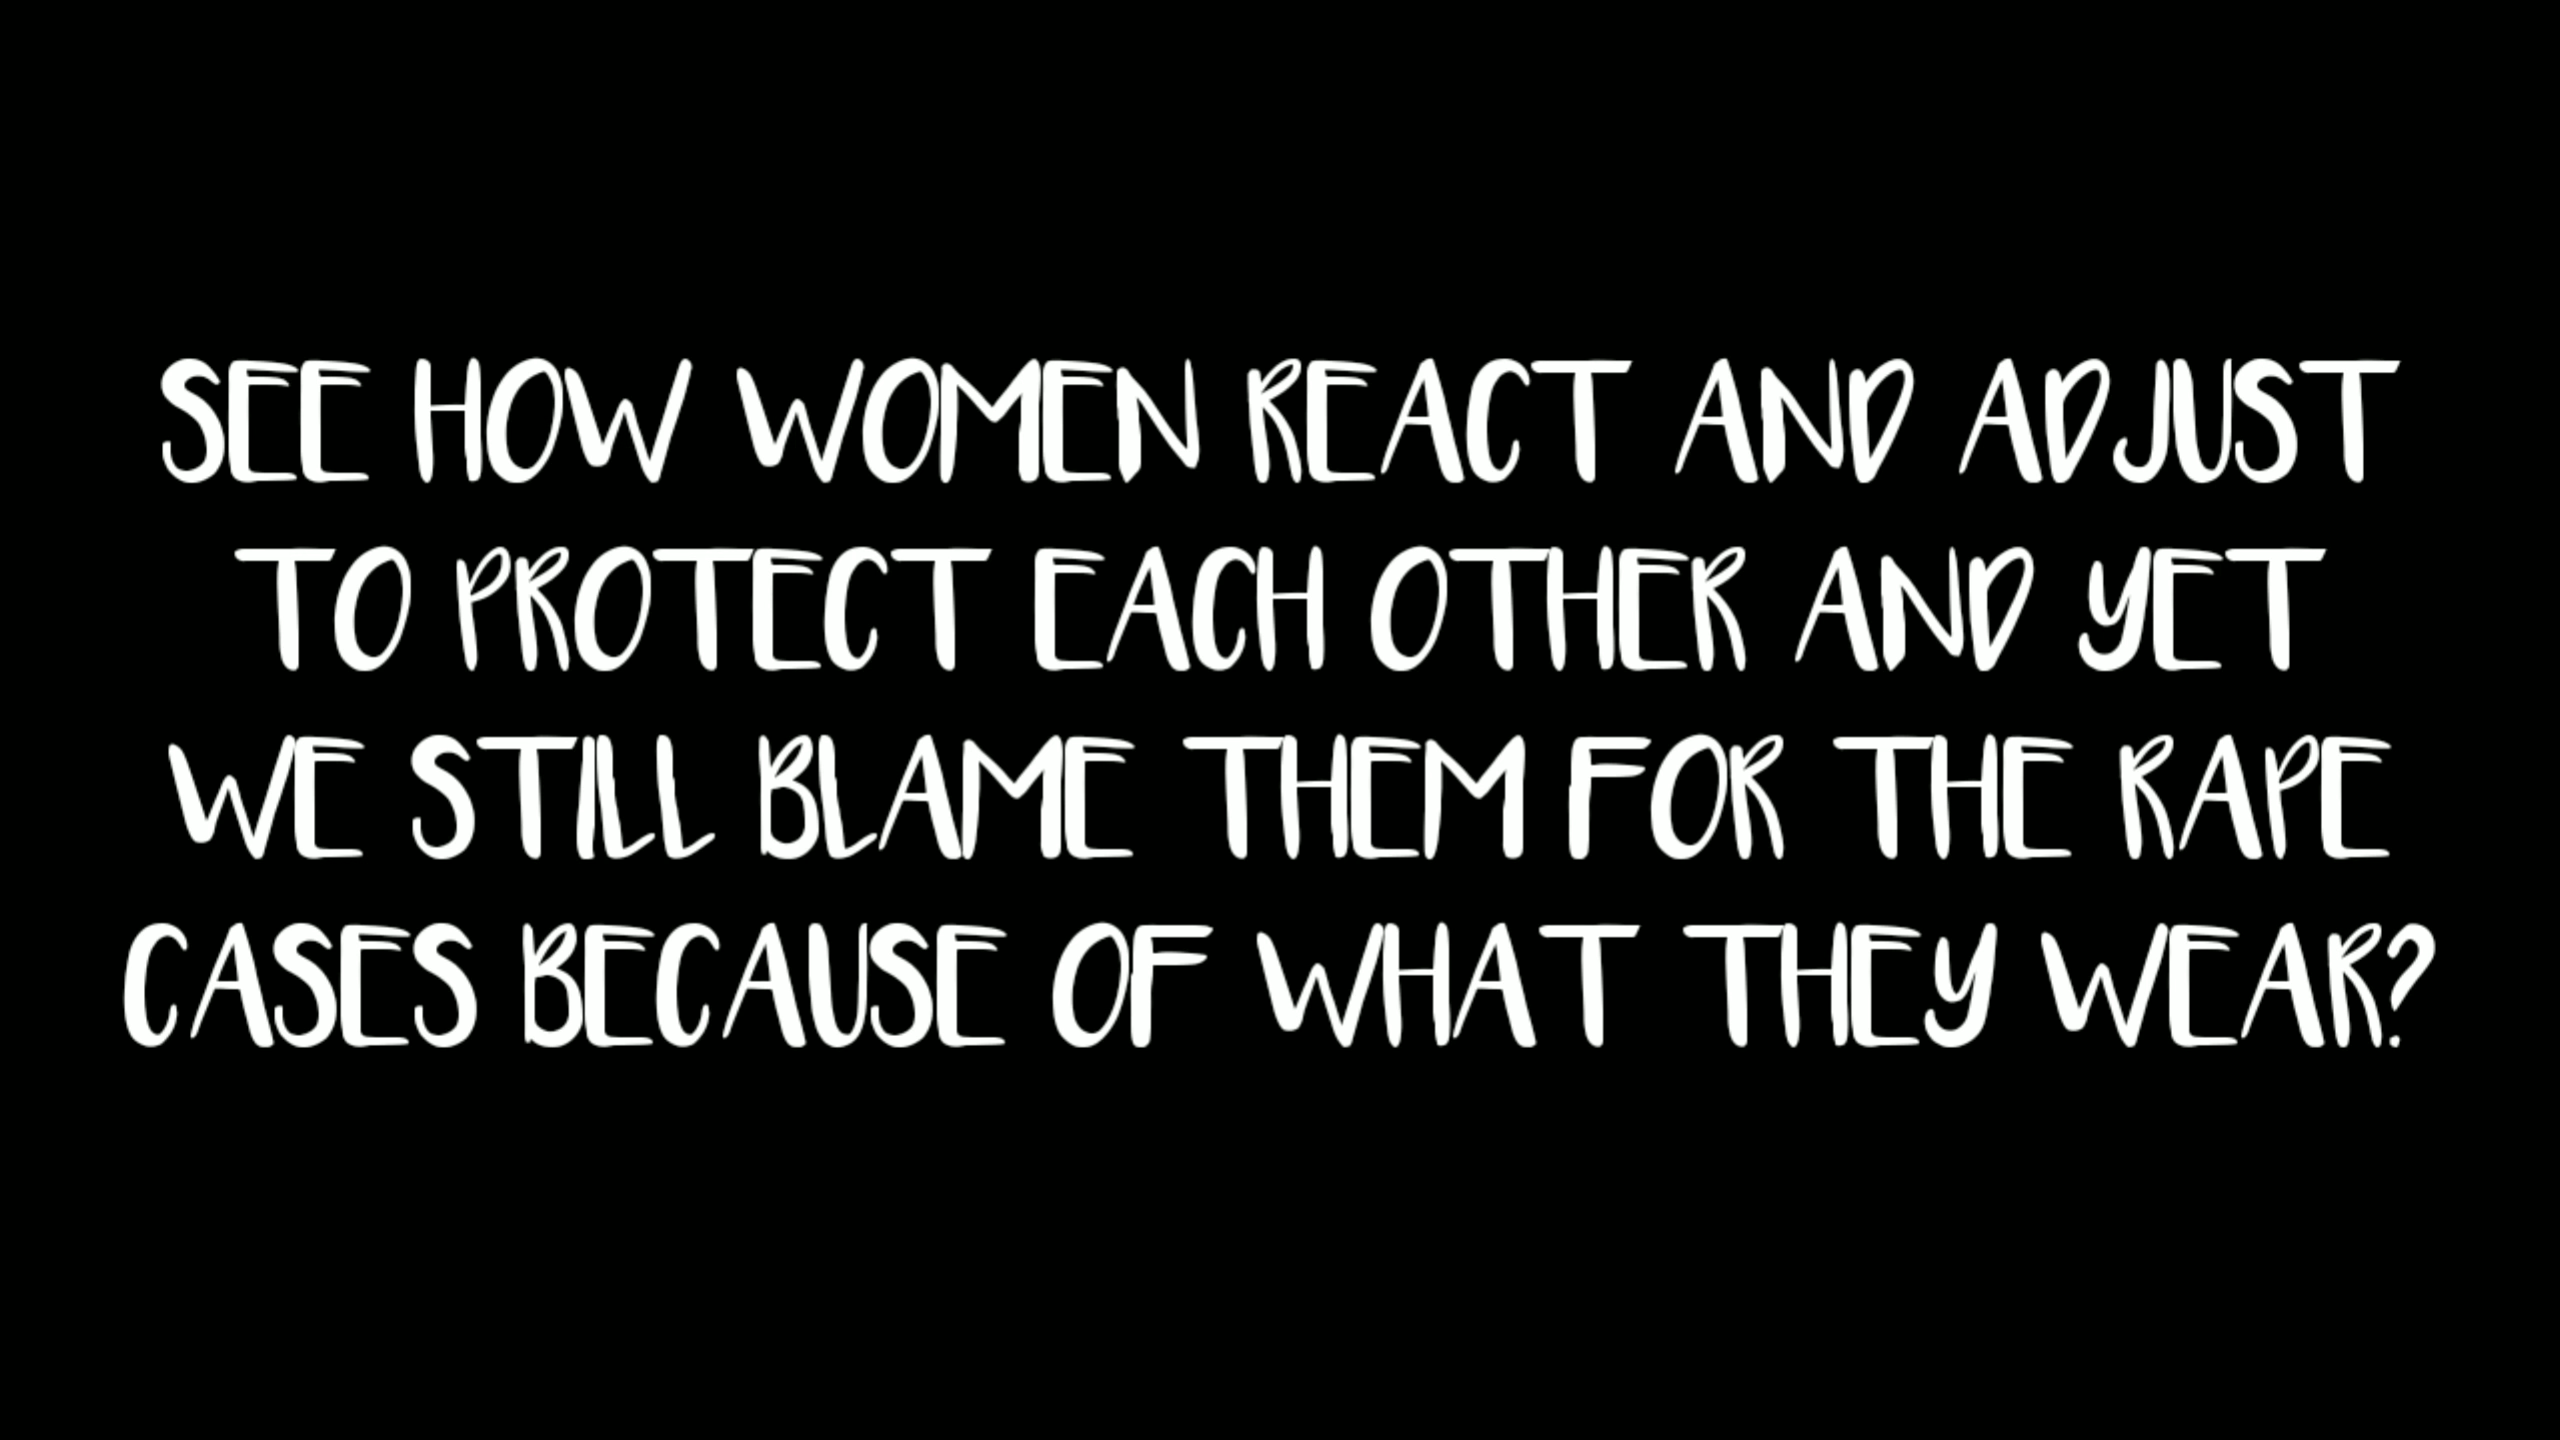 SEE HOW WOMEN REACT AND ADJUST
TO PROTECT EACH OTHER AND YET
WE STILL BLAME THEM FOR THE RAPE
CASES BECAUSE OF WHAT THEY WEAR?